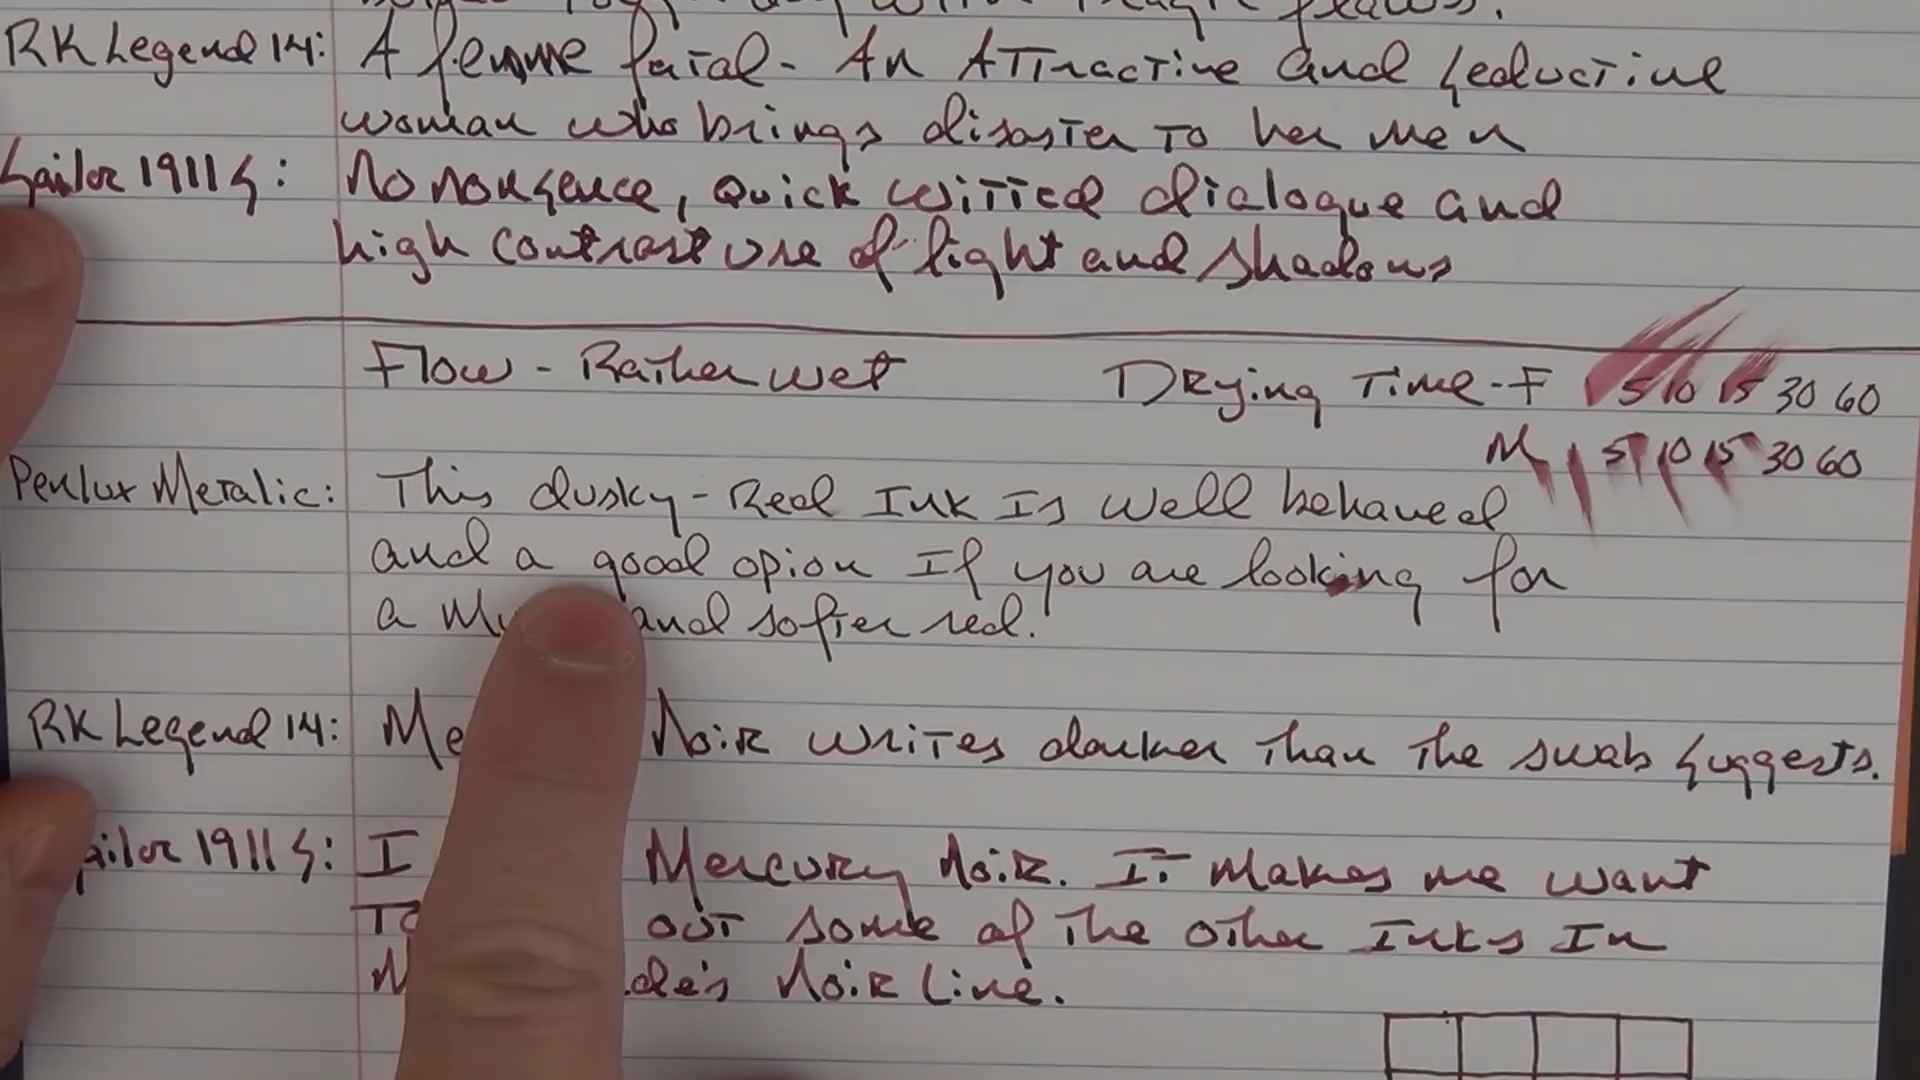 RK Legend 14: A femme fatal- An Attractive and seductive
woman who brings disaster to her men
Sailor 1911 S: No nonsence, quick witted dialogue and
high contrast use of light and shadows
Flow - Rather wet Drying Time - F 1 5 10 15 30 60
M 1 5 10 15 30 60
Penlux Metalic: This dusky-Red Ink Is well behaved
and a good opion If you are looking for
a and softer red.
RK Legend 14: Noir writes darker than the swab suggests.
Sailor 1911 S: I Mercury Noir. It makes me want
To out some of the other Inks In
Noir Line.